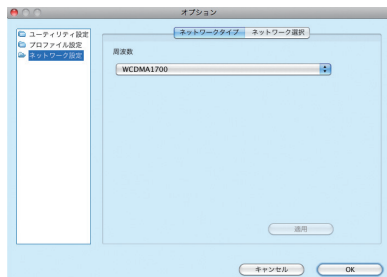 オプション
ユーティリティ設定
プロファイル設定
ネットワーク設定
ネットワークタイプ ネットワーク選択
周波数
WCDMA1700
適用
キャンセル OK